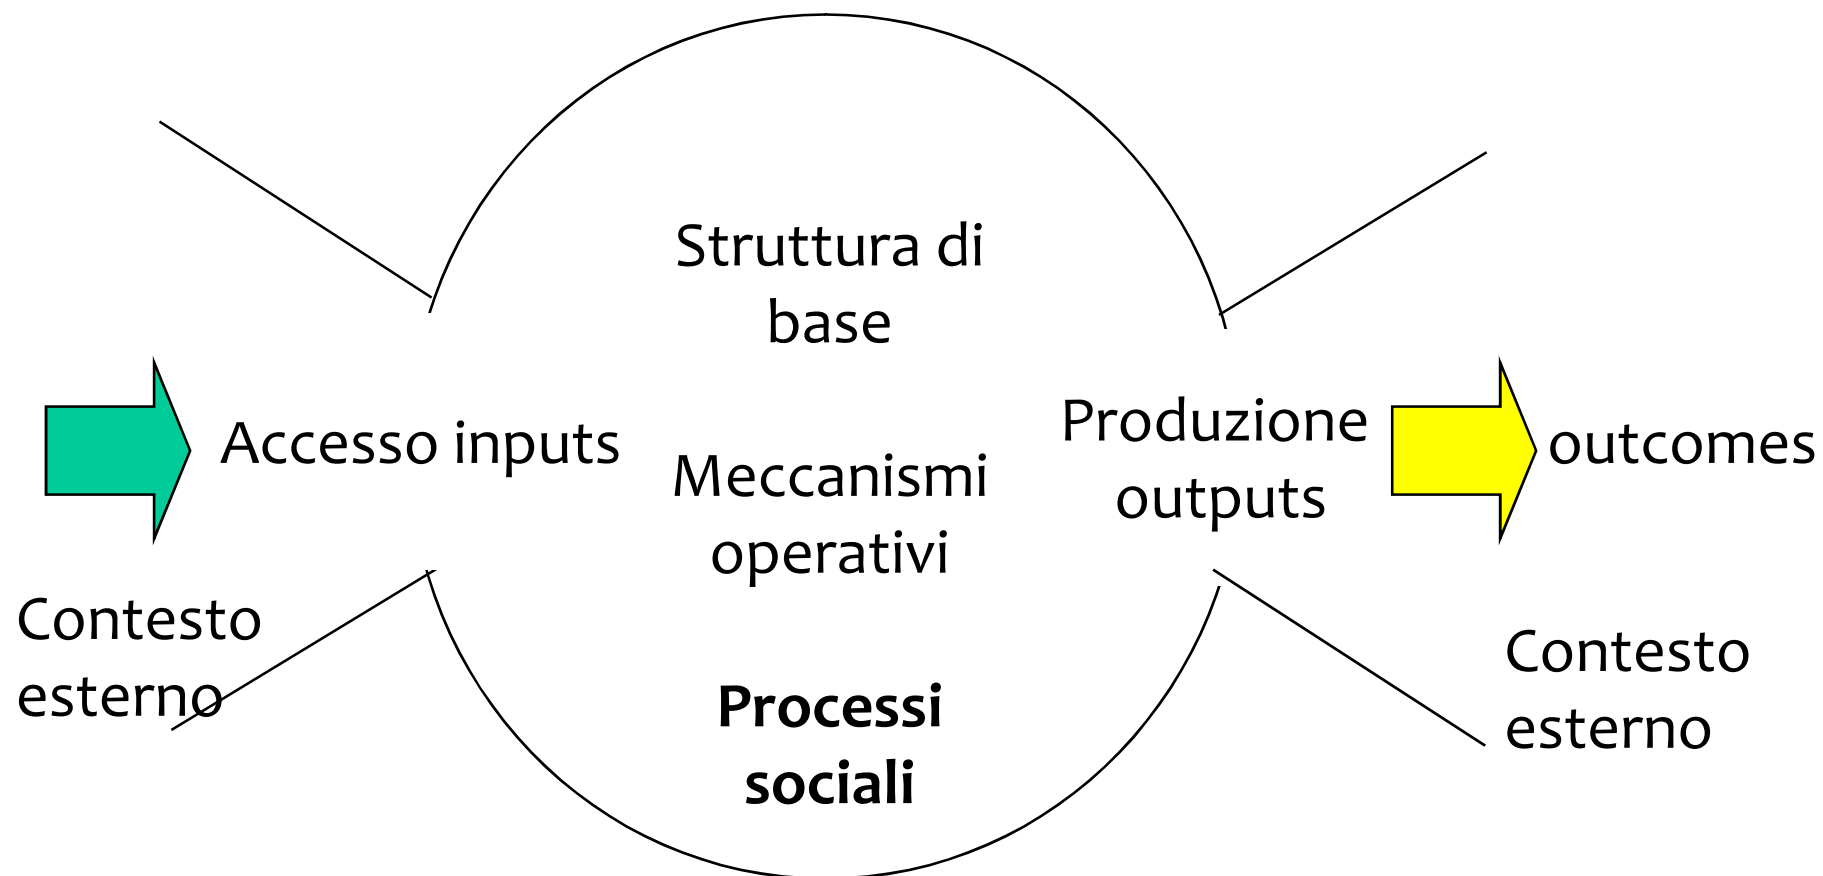 Struttura di
base
Accesso inputs
Meccanismi
operativi
Produzione
outputs
outcomes
Contesto
esterno
Processi
sociali
Contesto
esterno